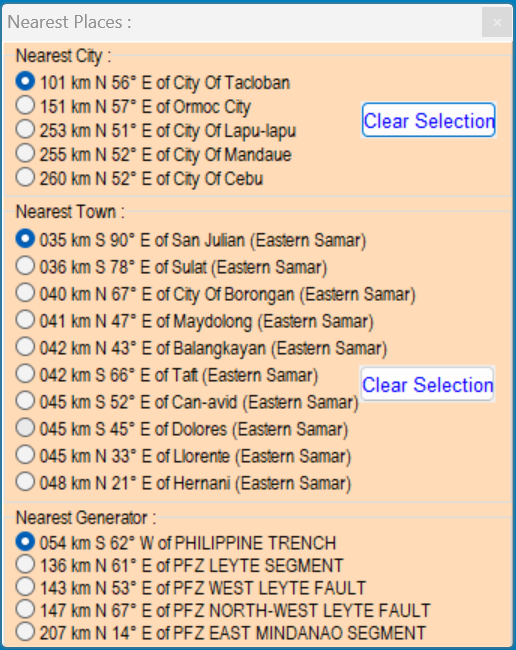 Nearest Places :
Nearest City :
101 km N 56° E of City Of Tacloban
151 km N 57° E of Ormoc City
253 km N 51° E of City Of Lapu-lapu
255 km N 52° E of City Of Mandaue
260 km N 52° E of City Of Cebu
Clear Selection
Nearest Town :
035 km S 90° E of San Julian (Eastern Samar)
036 km S 78° E of Sulat (Eastern Samar)
040 km N 67° E of City Of Borongan (Eastern Samar)
041 km N 47° E of Maydolong (Eastern Samar)
042 km N 43° E of Balangkayan (Eastern Samar)
042 km S 66° E of Taft (Eastern Samar)
045 km S 52° E of Can-avid (Eastern Samar)
045 km S 45° E of Dolores (Eastern Samar)
045 km N 33° E of Llorente (Eastern Samar)
048 km N 21° E of Hernani (Eastern Samar)
Clear Selection
Nearest Generator :
054 km S 62° W of PHILIPPINE TRENCH
136 km N 61° E of PFZ LEYTE SEGMENT
143 km N 53° E of PFZ WEST LEYTE FAULT
147 km N 67° E of PFZ NORTH-WEST LEYTE FAULT
207 km N 14° E of PFZ EAST MINDANAO SEGMENT